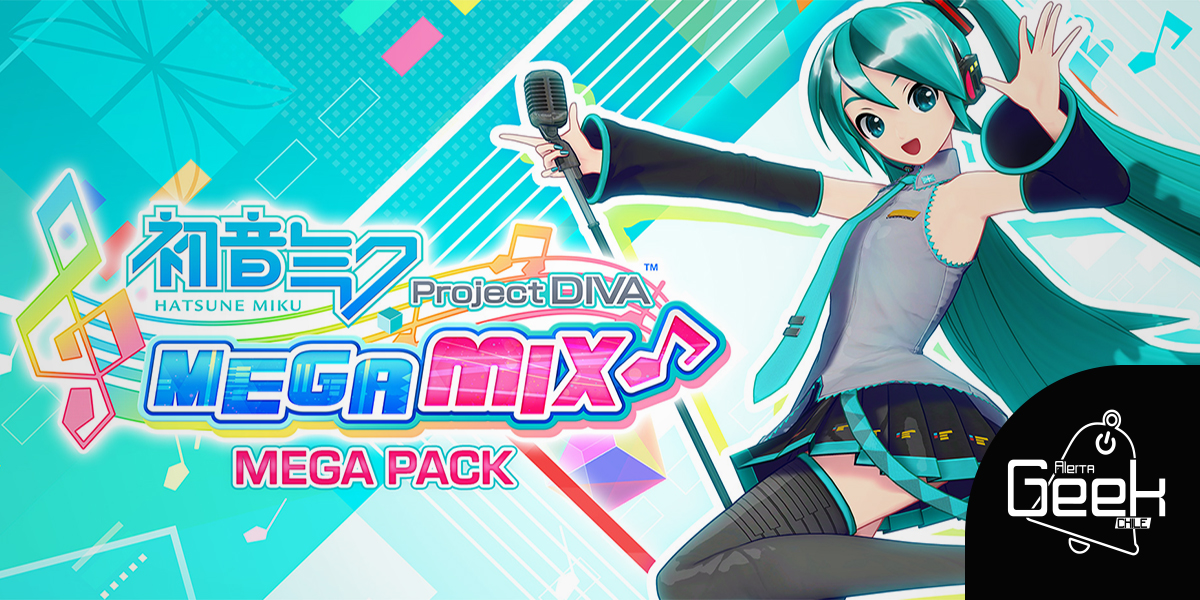 初音ミク
HATSUNE MIKU
Project DIVA™
MEGA MIX
MEGA PACK
Alerta
Geek
CHILE